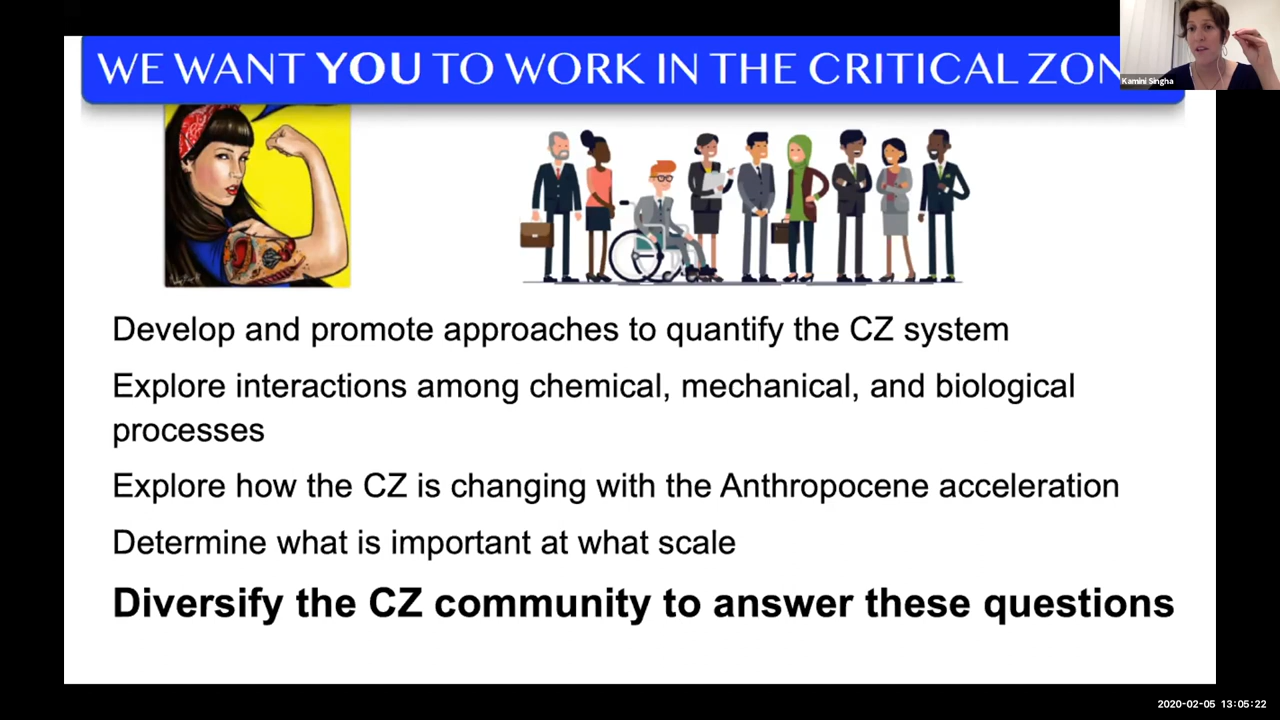 WE WANT YOU TO WORK IN THE CRITICAL ZON
Kamini Singha
Develop and promote approaches to quantify the CZ system
Explore interactions among chemical, mechanical, and biological
processes
Explore how the CZ is changing with the Anthropocene acceleration
Determine what is important at what scale
Diversify the CZ community to answer these questions
2020-02-05 13:05:22